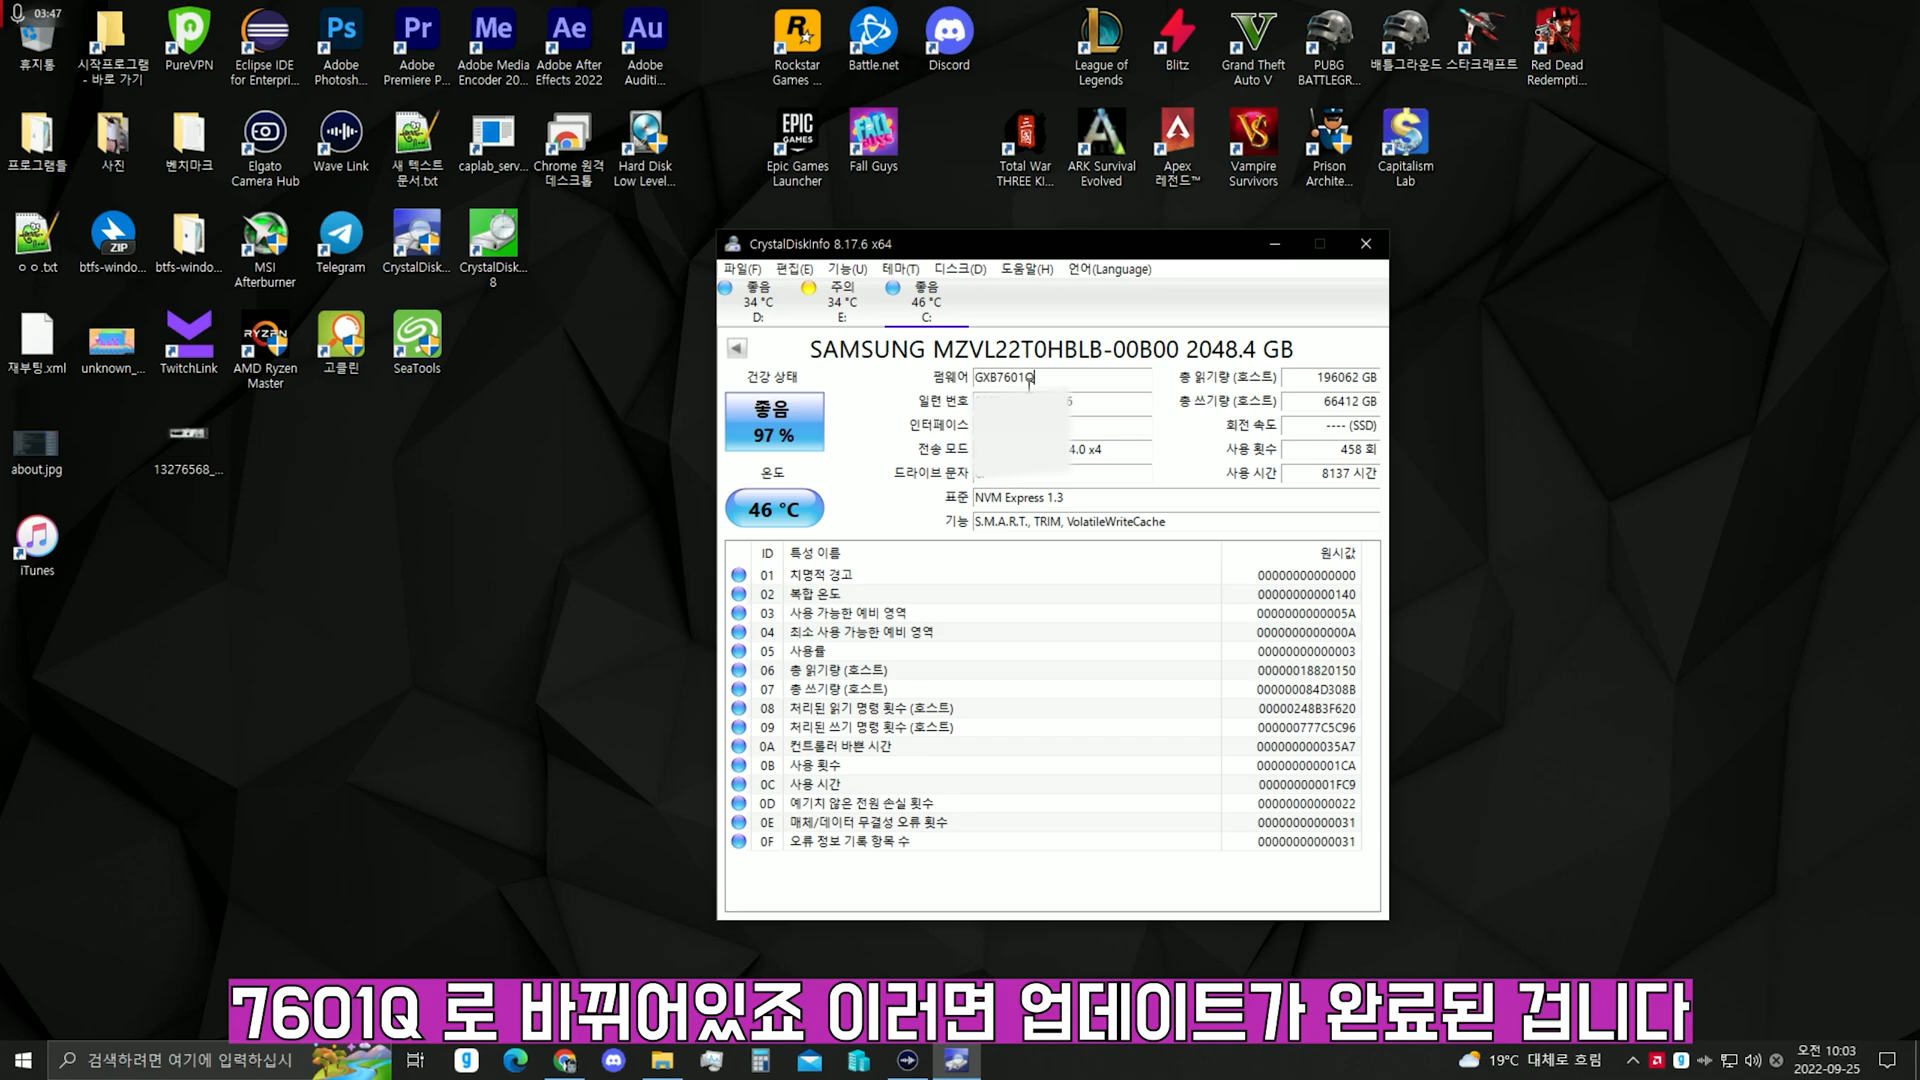 03:47
휴지통
시작프로그램 - 바로 가기
PureVPN
Eclipse IDE for Enterpri...
Adobe Photosh...
Adobe Premiere P...
Adobe Media Encoder 20...
Adobe After Effects 2022
Adobe Auditi...
Rockstar Games ...
Battle.net
Discord
League of Legends
Blitz
Grand Theft Auto V
PUBG BATTLEGR...
배틀그라운드
스타크래프트
Red Dead Redempti...
프로그램들
사진
벤치마크
Elgato Camera Hub
Wave Link
새 텍스트 문서.txt
caplab_serv...
Chrome 원격 데스크톱
Hard Disk Low Level...
Epic Games Launcher
Fall Guys
Total War THREE KI...
ARK Survival Evolved
Apex 레전드™
Vampire Survivors
Prison Archite...
Capitalism Lab
ㅇㅇ.txt
btfs-windo...
btfs-windo...
MSI Afterburner
Telegram
CrystalDisk...
CrystalDisk... 8
재부팅.xml
unknown_...
TwitchLink
AMD Ryzen Master
고클린
SeaTools
about.jpg
13276568_...
iTunes
CrystalDiskInfo 8.17.6 x64
파일(F) 편집(E) 기능(U) 테마(T) 디스크(D) 도움말(H) 언어(Language)
좋음 주의 좋음
34 °C 34 °C 46 °C
D: E: C:
SAMSUNG MZVL22T0HBLB-00B00 2048.4 GB
건강 상태
좋음
97 %
온도
46 °C
펌웨어 GXB7601Q
일련 번호
인터페이스
전송 모드 4.0 x4
드라이브 문자
표준 NVM Express 1.3
기능 S.M.A.R.T., TRIM, VolatileWriteCache
총 읽기량 (호스트) 196062 GB
총 쓰기량 (호스트) 66412 GB
회전 속도 ---- (SSD)
사용 횟수 458 회
사용 시간 8137 시간
ID 특성 이름 원시값
01 치명적 경고 00000000000000
02 복합 온도 00000000000140
03 사용 가능한 예비 영역 0000000000005A
04 최소 사용 가능한 예비 영역 0000000000000A
05 사용률 00000000000003
06 총 읽기량 (호스트) 00000018820150
07 총 쓰기량 (호스트) 000000084D308B
08 처리된 읽기 명령 횟수 (호스트) 00000248B3F620
09 처리된 쓰기 명령 횟수 (호스트) 000000777C5C96
0A 컨트롤러 바쁜 시간 000000000035A7
0B 사용 횟수 000000000001CA
0C 사용 시간 00000000001FC9
0D 예기치 않은 전원 손실 횟수 00000000000022
0E 매체/데이터 무결성 오류 횟수 00000000000031
0F 오류 정보 기록 항목 수 00000000000031
7601Q 로 바뀌어있죠 이러면 업데이트가 완료된 겁니다
검색하려면 여기에 입력하십시
19°C 대체로 흐림
오전 10:03
2022-09-25